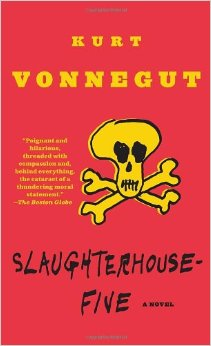 KURT
VONNEGUT
"Poignant and
hilarious,
threaded with
compassion and,
behind everything,
the cataract of a
thundering moral
statement."
—The Boston Globe
SLAUGHTERHOUSE-
FIVE
A NOVEL